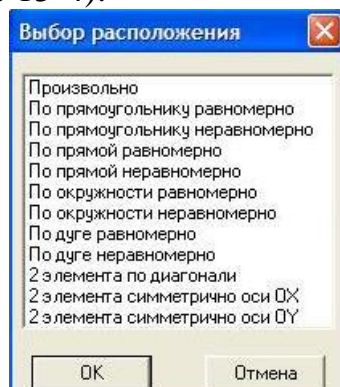 Выбор расположения
Произвольно
По прямоугольнику равномерно
По прямоугольнику неравномерно
По прямой равномерно
По прямой неравномерно
По окружности равномерно
По окружности неравномерно
По дуге равномерно
По дуге неравномерно
2 элемента по диагонали
2 элемента симметрично оси OX
2 элемента симметрично оси OY
OK
Отмена